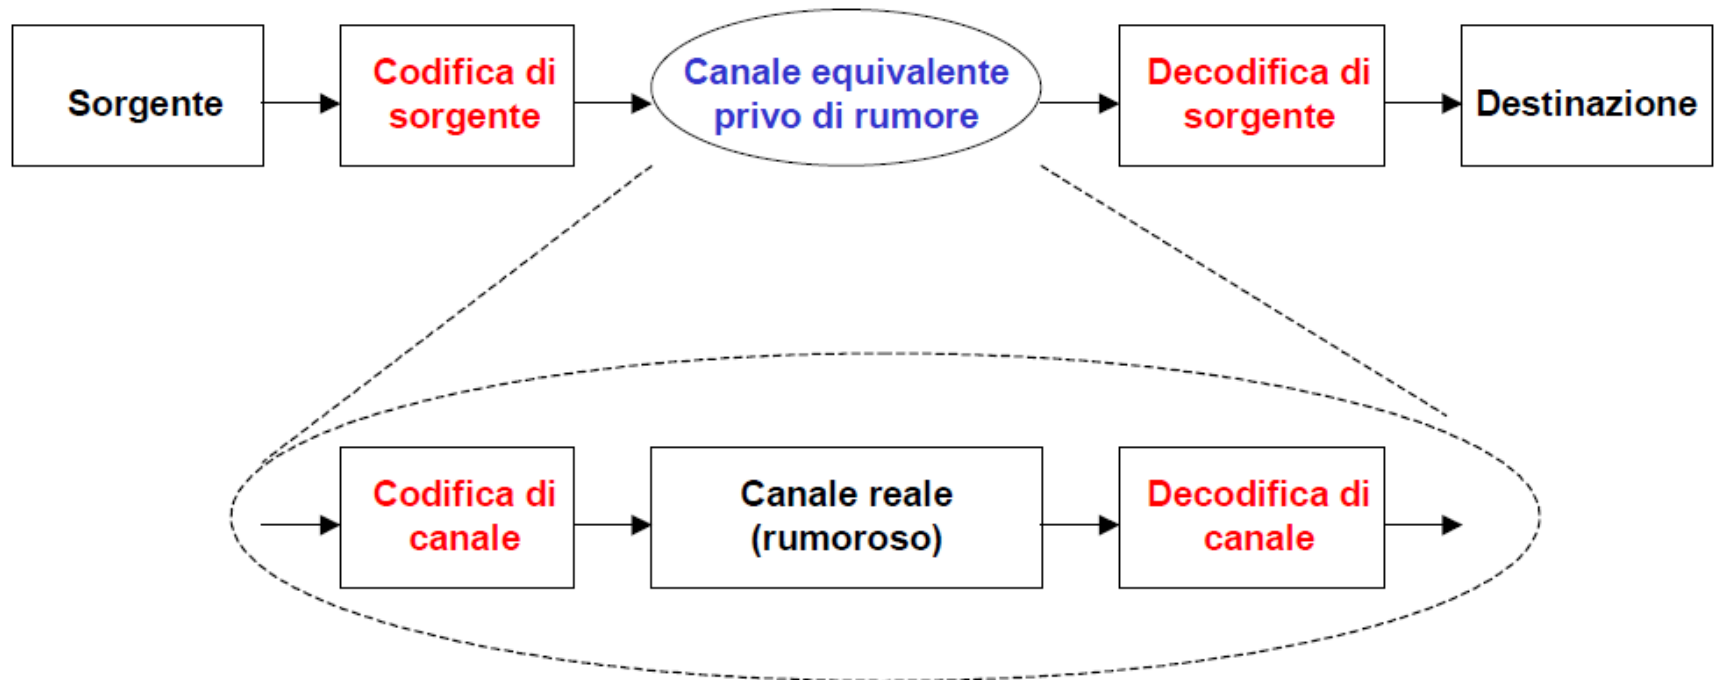 Sorgente
Codifica di
sorgente
Canale equivalente
privo di rumore
Decodifica di
sorgente
Destinazione
Codifica di
canale
Canale reale
(rumoroso)
Decodifica di
canale